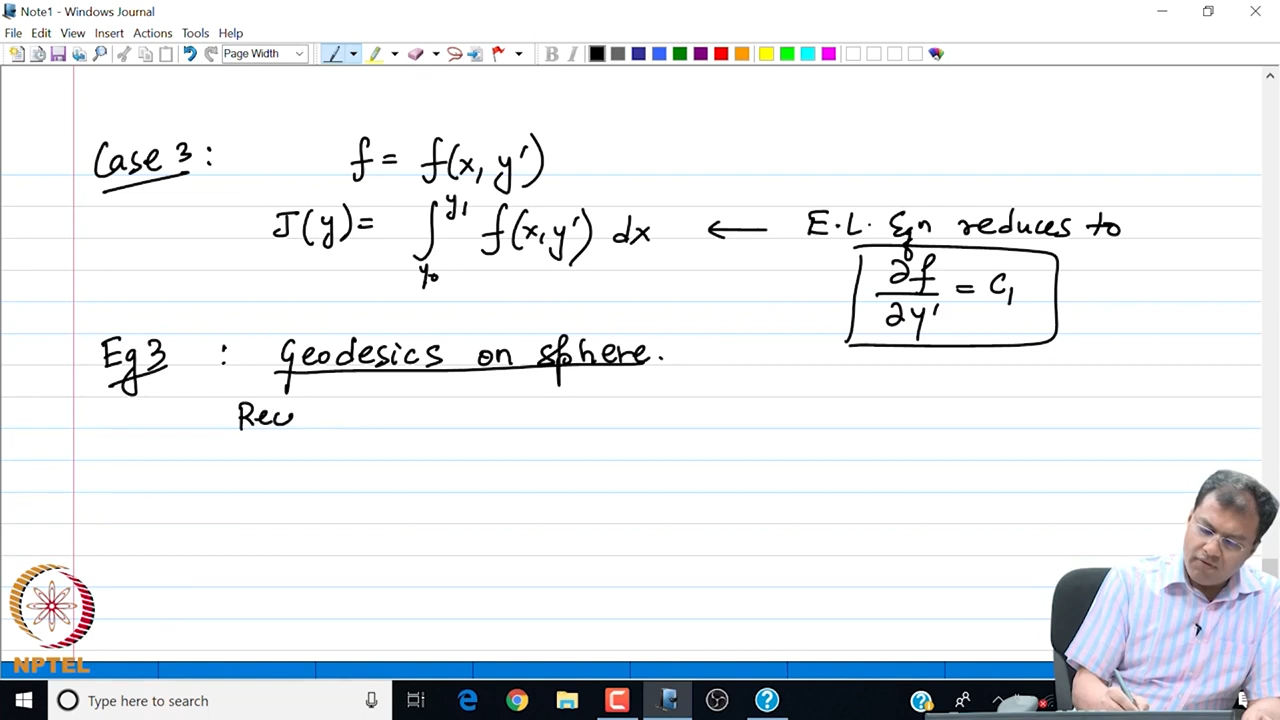 Note1 - Windows Journal
File Edit View Insert Actions Tools Help
Page Width B I
Case 3: f = f(x, y')
J(y) = ∫_{y₀}^{y₁} f(x,y') dx ← E.L. Eqn reduces to
∂f/∂y' = C₁
Eg 3 : Geodesics on sphere.
Rec
NPTEL
Type here to search